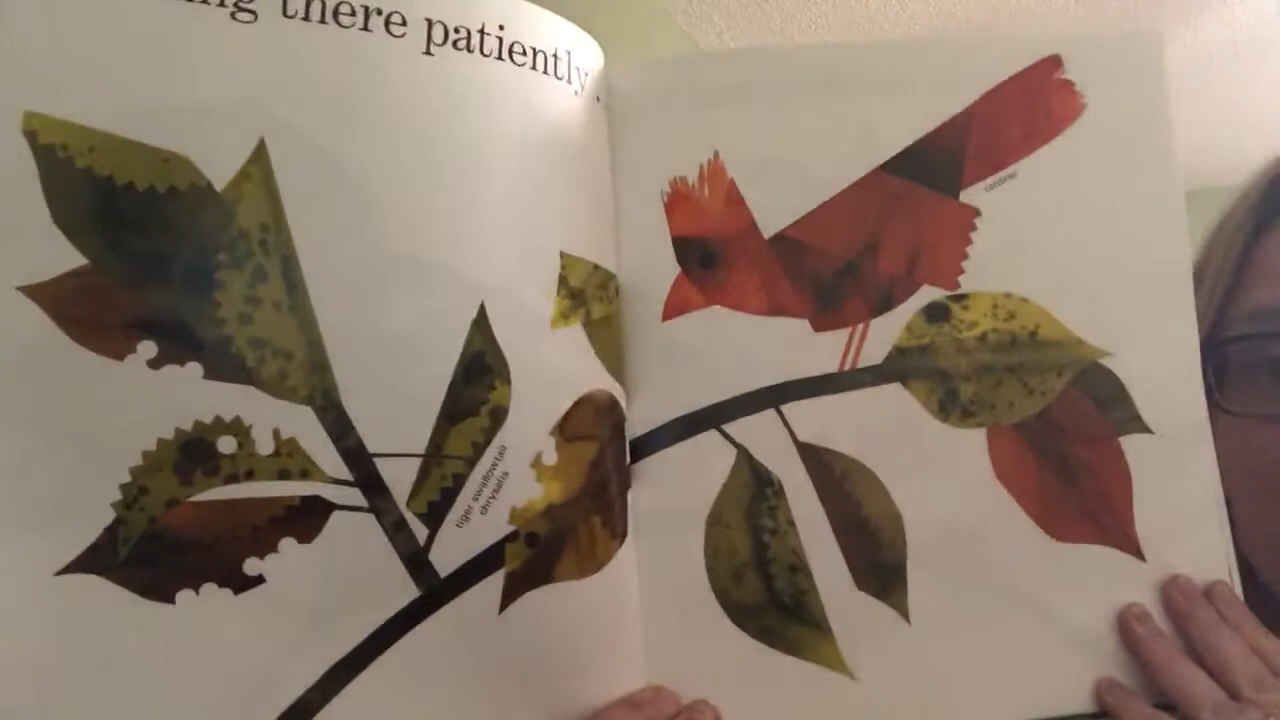 there patiently .
tiger swallowtail
chrysalis
cardinal